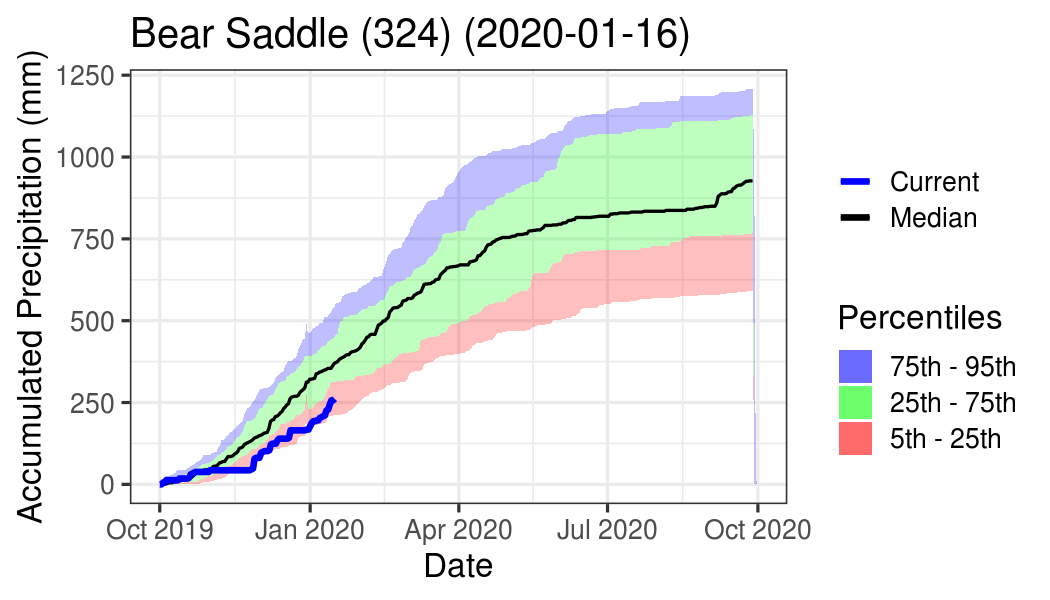 Bear Saddle (324) (2020-01-16)
Accumulated Precipitation (mm)
1250
1000
750
500
250
0
Oct 2019
Jan 2020
Apr 2020
Jul 2020
Oct 2020
Date
Current
Median
Percentiles
75th - 95th
25th - 75th
5th - 25th